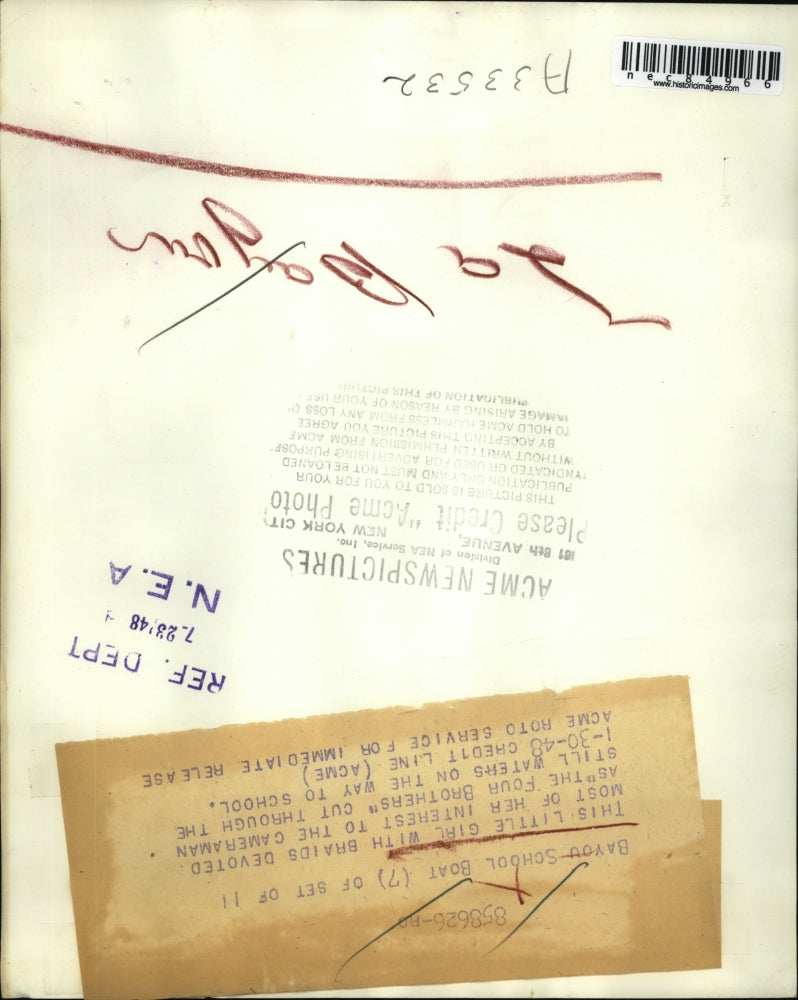 nec84966
www.historicimages.com
A33532
La Bayou
ACME NEWSPICTURES
Division of NEA Service, Inc.
461 8th AVENUE, NEW YORK CITY
Please Credit "Acme Photo
THIS PICTURE IS SOLD TO YOU FOR YOUR
PUBLICATION ONLY AND MUST NOT BE LOANED
YNDICATED OR USED FOR ADVERTISING PURPOSE
WITHOUT WRITTEN PERMISSION FROM ACME
BY ACCEPTING THIS PICTURE YOU AGREE
TO HOLD ACME HARMLESS FROM ANY LOSS O
MAGE ARISING BY REASON OF YOUR USE
PUBLICATION OF THIS PICTURE
REF. DEPT
7-23'48
N.E.A
858626-RO
BAYOU SCHOOL BOAT (7) OF SET OF 11
THIS LITTLE GIRL WITH BRAIDS DEVOTED
MOST OF HER INTEREST TO THE CAMERAMAN
AS "THE FOUR BROTHERS" CUT THROUGH THE
STILL WATERS ON THE WAY TO SCHOOL.
1-30-48 CREDIT LINE (ACME)
ACME ROTO SERVICE FOR IMMEDIATE RELEASE